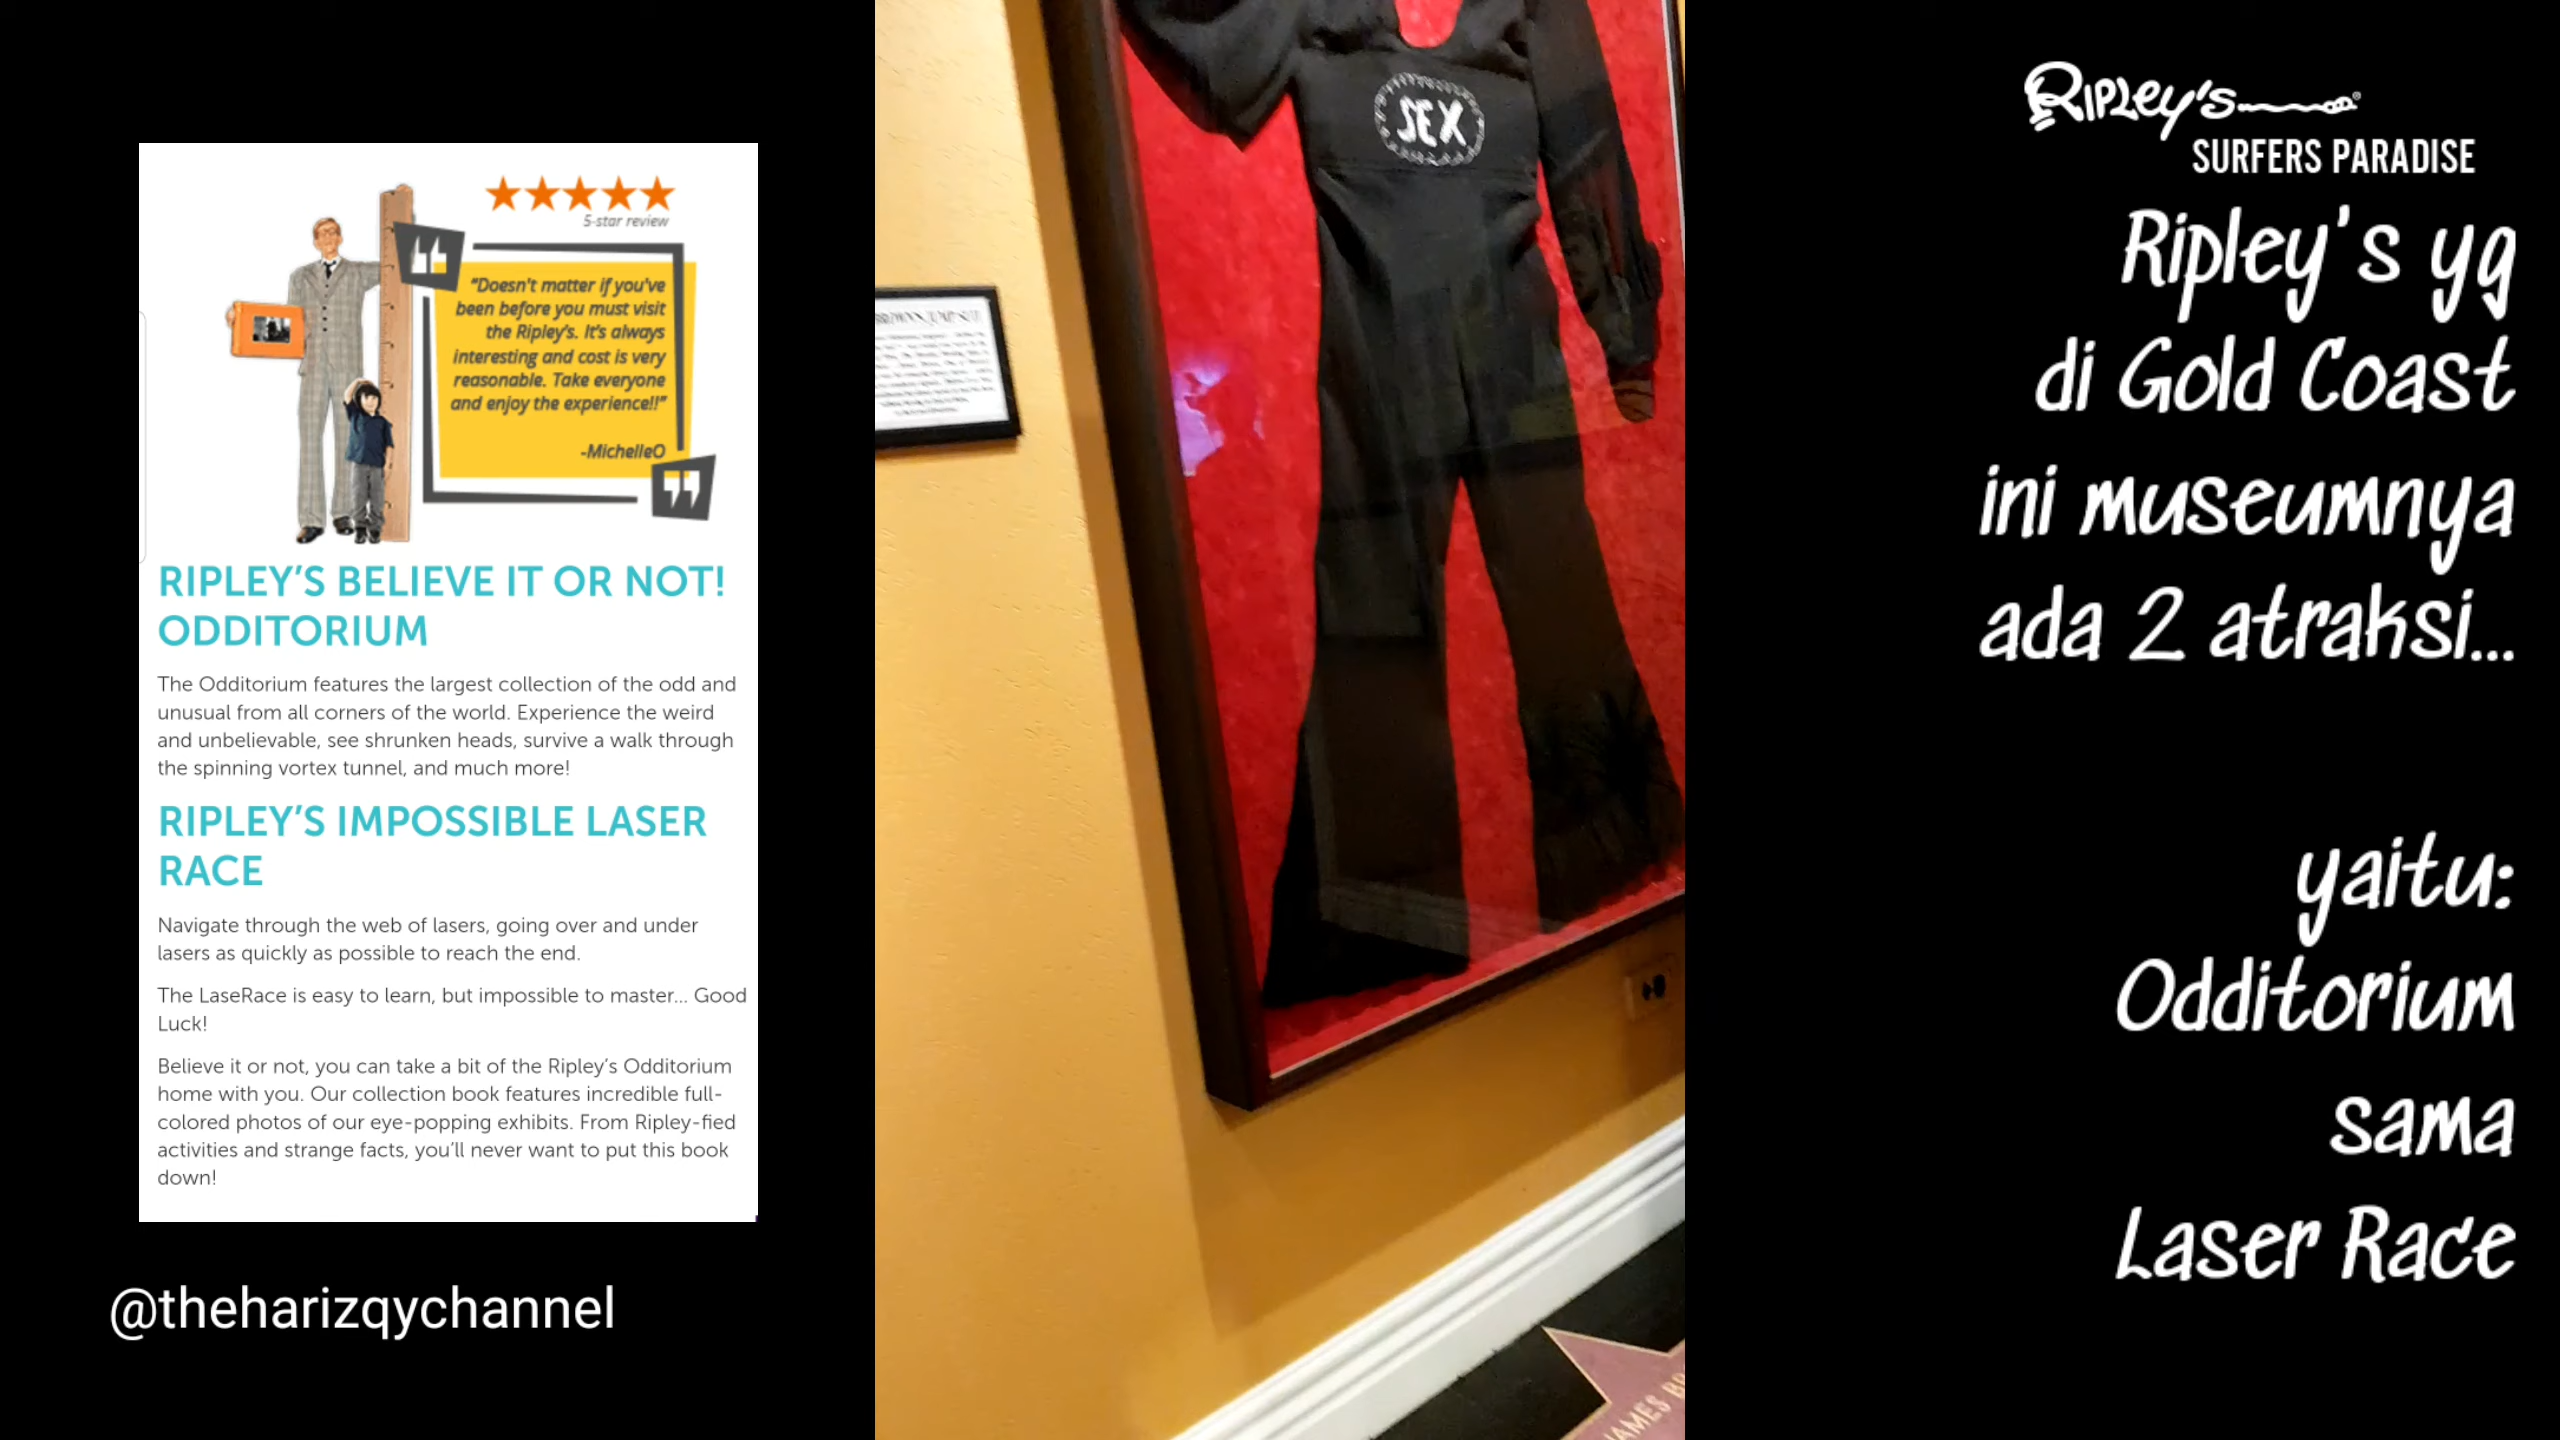 ★★★★★
5-star review
"Doesn't matter if you've
been before you must visit
the Ripley's. It's always
interesting and cost is very
reasonable. Take everyone
and enjoy the experience!!"
-MichelleO
RIPLEY'S BELIEVE IT OR NOT!
ODDITORIUM
The Odditorium features the largest collection of the odd and
unusual from all corners of the world. Experience the weird
and unbelievable, see shrunken heads, survive a walk through
the spinning vortex tunnel, and much more!
RIPLEY'S IMPOSSIBLE LASER
RACE
Navigate through the web of lasers, going over and under
lasers as quickly as possible to reach the end.
The LaseRace is easy to learn, but impossible to master... Good
Luck!
Believe it or not, you can take a bit of the Ripley's Odditorium
home with you. Our collection book features incredible full-
colored photos of our eye-popping exhibits. From Ripley-fied
activities and strange facts, you'll never want to put this book
down!
@theharizqychannel
SEX
JAMES
Ripley's
SURFERS PARADISE
Ripley's yg
di Gold Coast
ini museumnya
ada 2 atraksi...
yaitu:
Odditorium
sama
Laser Race